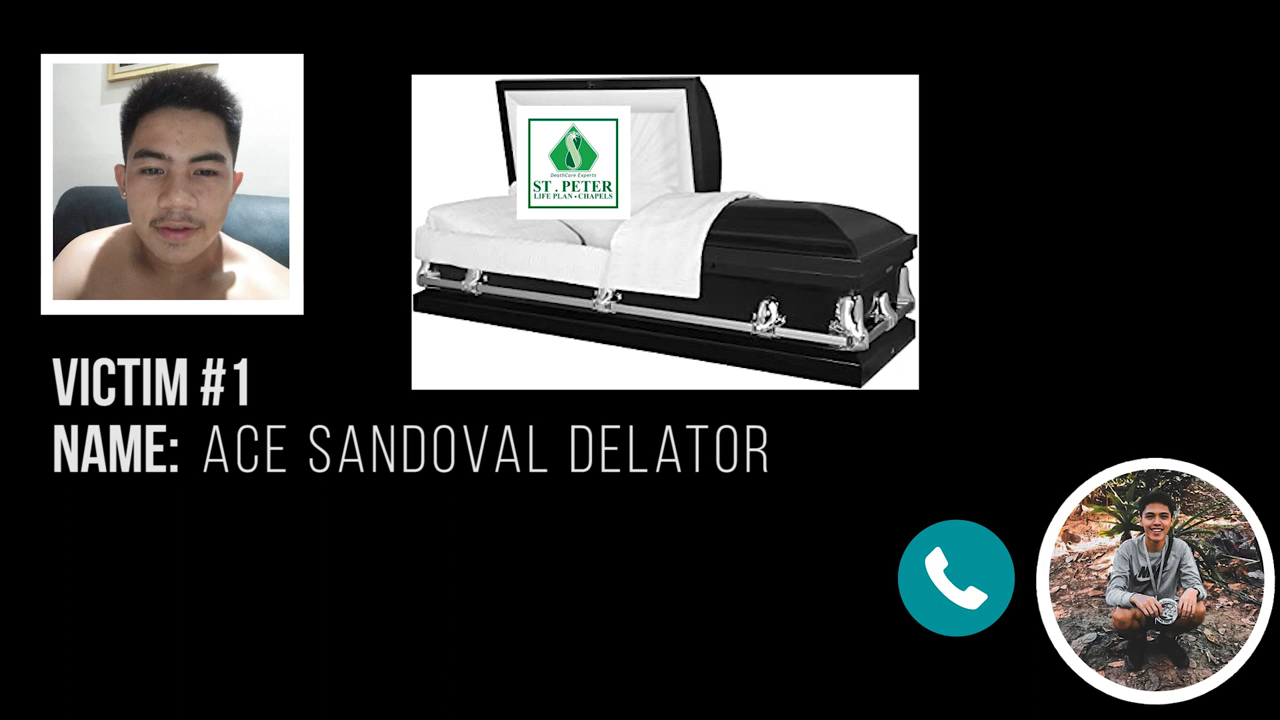 DeathCare Experts
ST. PETER
LIFE PLAN • CHAPELS
VICTIM #1
NAME: ACE SANDOVAL DELATOR